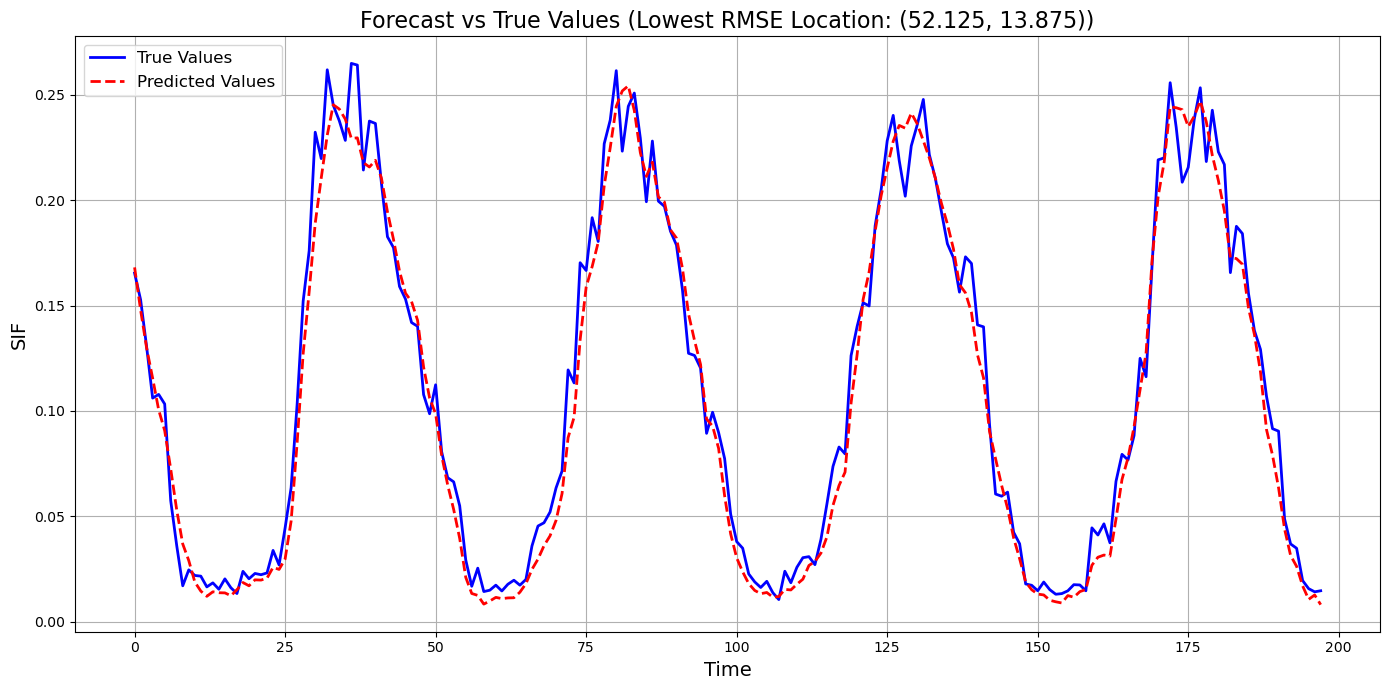 Forecast vs True Values (Lowest RMSE Location: (52.125, 13.875))
True Values
Predicted Values
SIF
0.25
0.20
0.15
0.10
0.05
0.00
0 25 50 75 100 125 150 175 200
Time